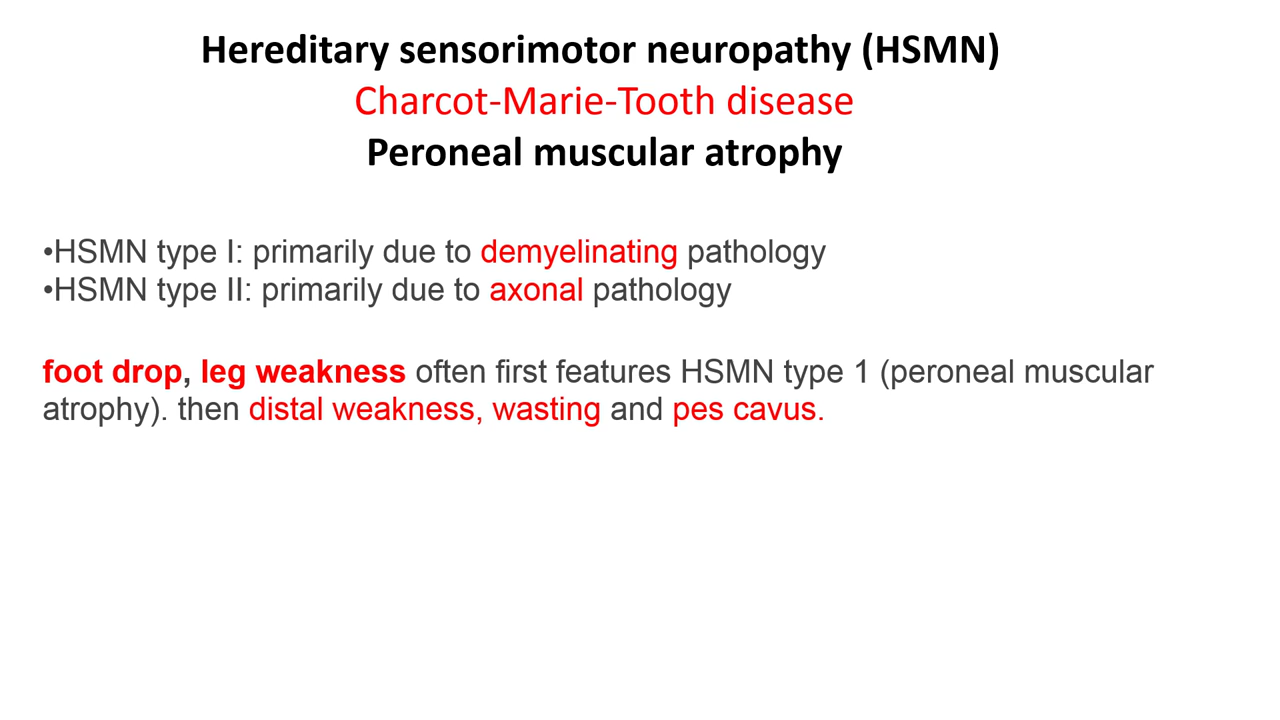 Hereditary sensorimotor neuropathy (HSMN)
Charcot-Marie-Tooth disease
Peroneal muscular atrophy
•HSMN type I: primarily due to demyelinating pathology
•HSMN type II: primarily due to axonal pathology
foot drop, leg weakness often first features HSMN type 1 (peroneal muscular
atrophy). then distal weakness, wasting and pes cavus.